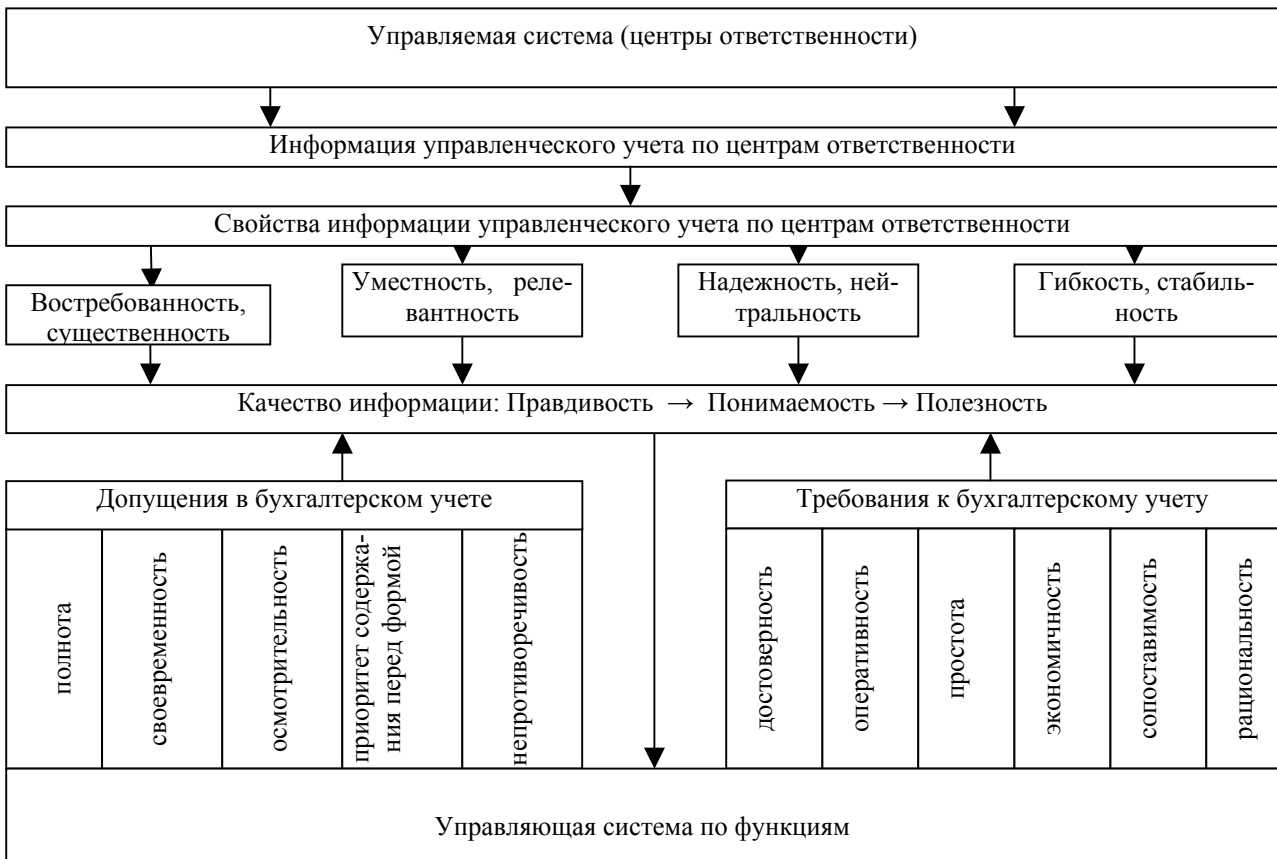 Управляемая система (центры ответственности)
Информация управленческого учета по центрам ответственности
Свойства информации управленческого учета по центрам ответственности
Востребованность,
существенность
Уместность, реле-
вантность
Надежность, ней-
тральность
Гибкость, стабиль-
ность
Качество информации: Правдивость → Понимаемость → Полезность
Допущения в бухгалтерском учете
полнота
своевременность
осмотрительность
приоритет содержа-
ния перед формой
непротиворечивость
Требования к бухгалтерскому учету
достоверность
оперативность
простота
экономичность
сопоставимость
рациональность
Управляющая система по функциям